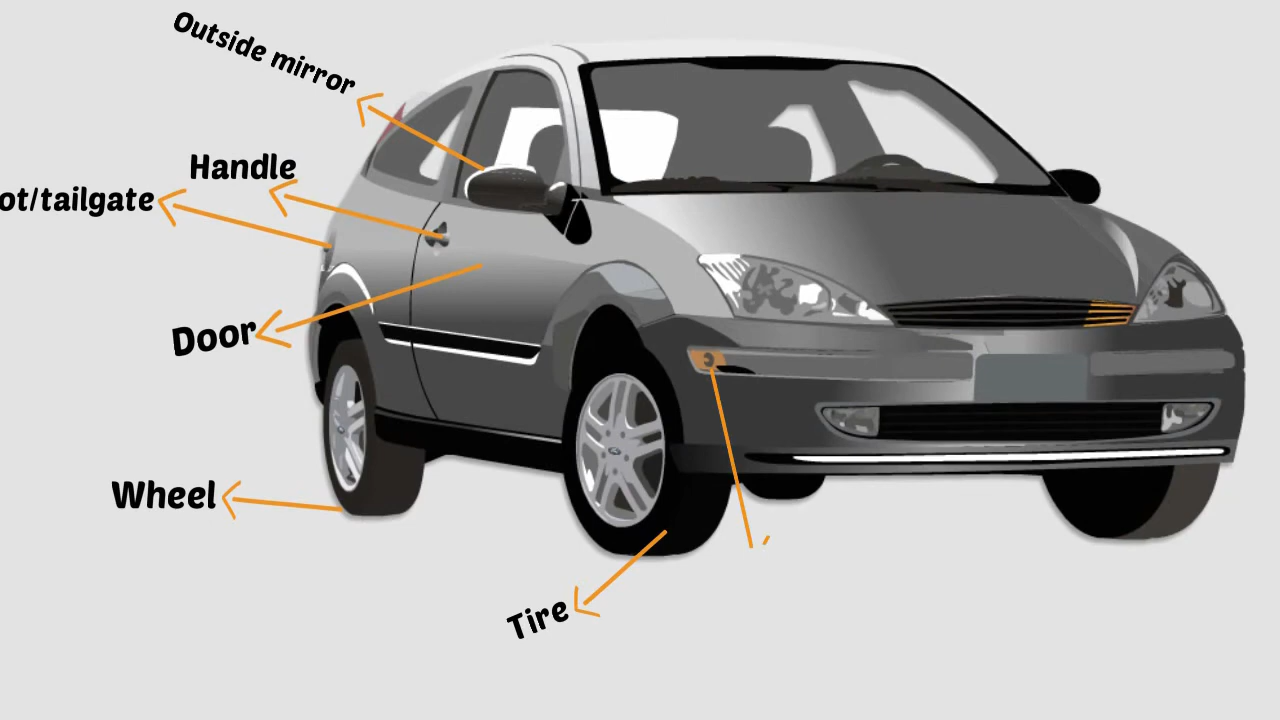 Outside mirror
Handle
ot/tailgate
Door
Wheel
Tire